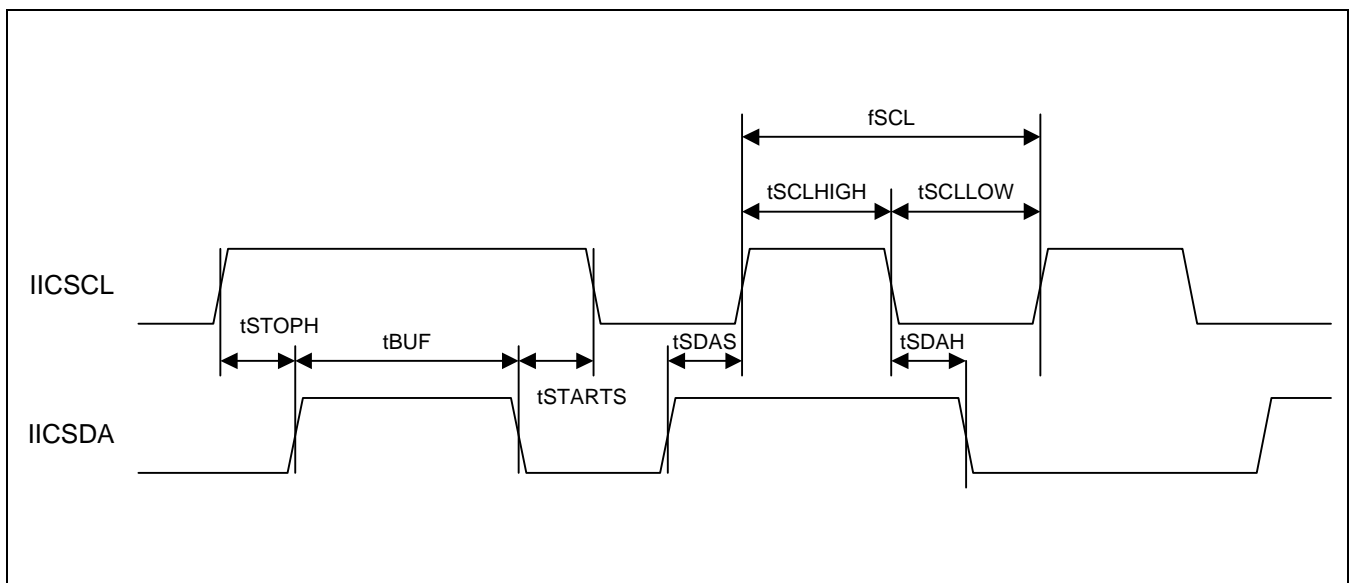 fSCL
tSCLHIGH
tSCLLOW
IICSCL
tSTOPH
tBUF
tSDAS
tSDAH
tSTARTS
IICSDA